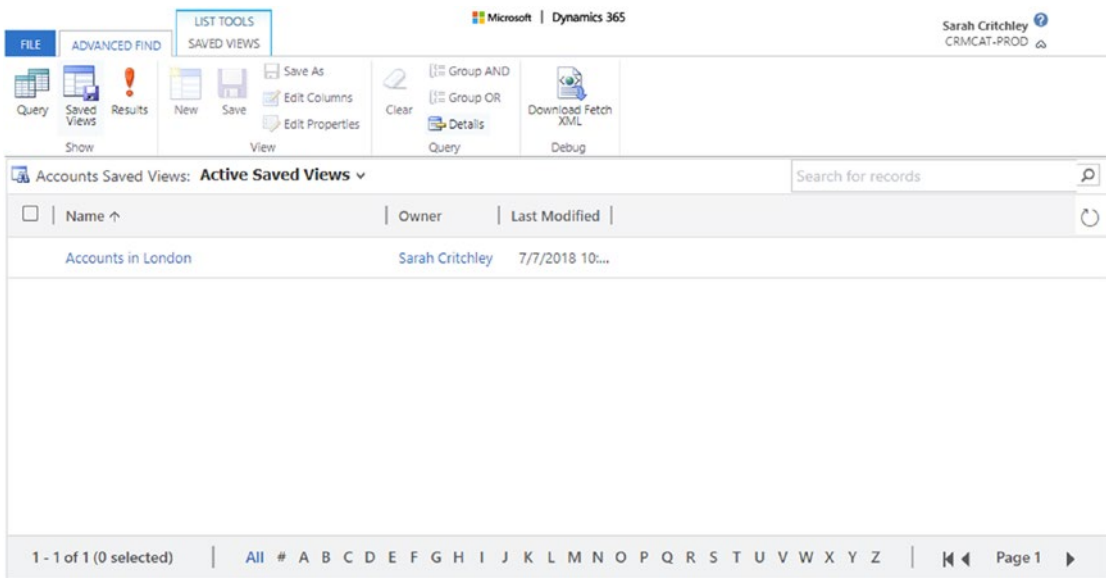 LIST TOOLS
Microsoft | Dynamics 365
Sarah Critchley
CRMCAT-PROD
FILE
ADVANCED FIND
SAVED VIEWS
Query
Saved Views
Results
New
Save
Save As
Edit Columns
Edit Properties
Clear
[= Group AND
[= Group OR
Details
Download Fetch XML
Show
View
Query
Debug
Accounts Saved Views: Active Saved Views
Search for records
Name ↑
Owner
Last Modified
Accounts in London
Sarah Critchley
7/7/2018 10:...
1 - 1 of 1 (0 selected)
All # A B C D E F G H I J K L M N O P Q R S T U V W X Y Z
Page 1